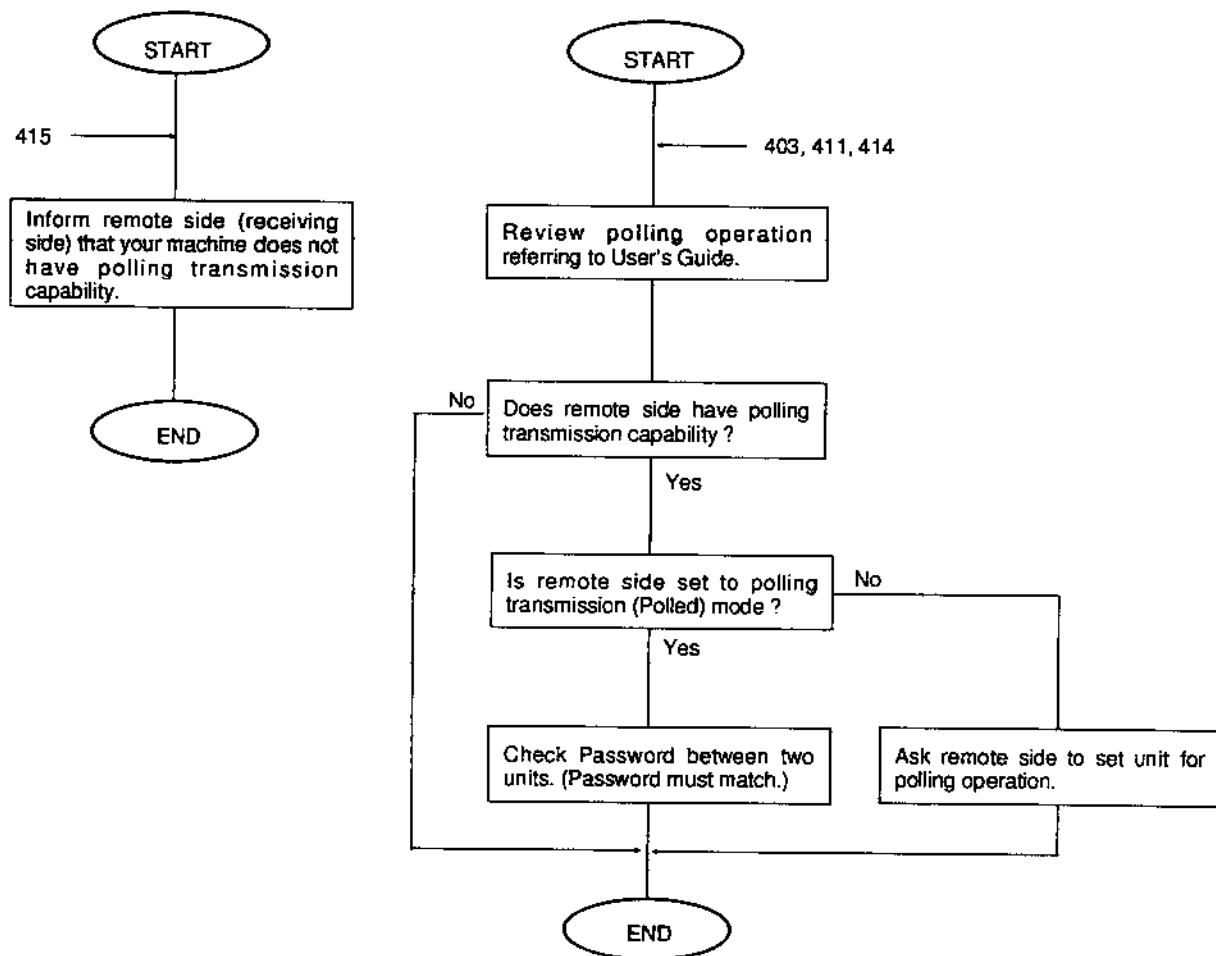 START
415
Inform remote side (receiving
side) that your machine does not
have polling transmission
capability.
END
START
403, 411, 414
Review polling operation
referring to User's Guide.
No
Does remote side have polling
transmission capability ?
Yes
Is remote side set to polling
transmission (Polled) mode ?
No
Yes
Check Password between two
units. (Password must match.)
Ask remote side to set unit for
polling operation.
END